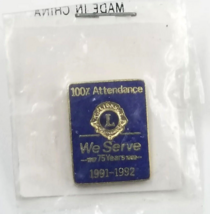 MADE IN CHINA
100% Attendance
L
We Serve
75 Years
1991-1992